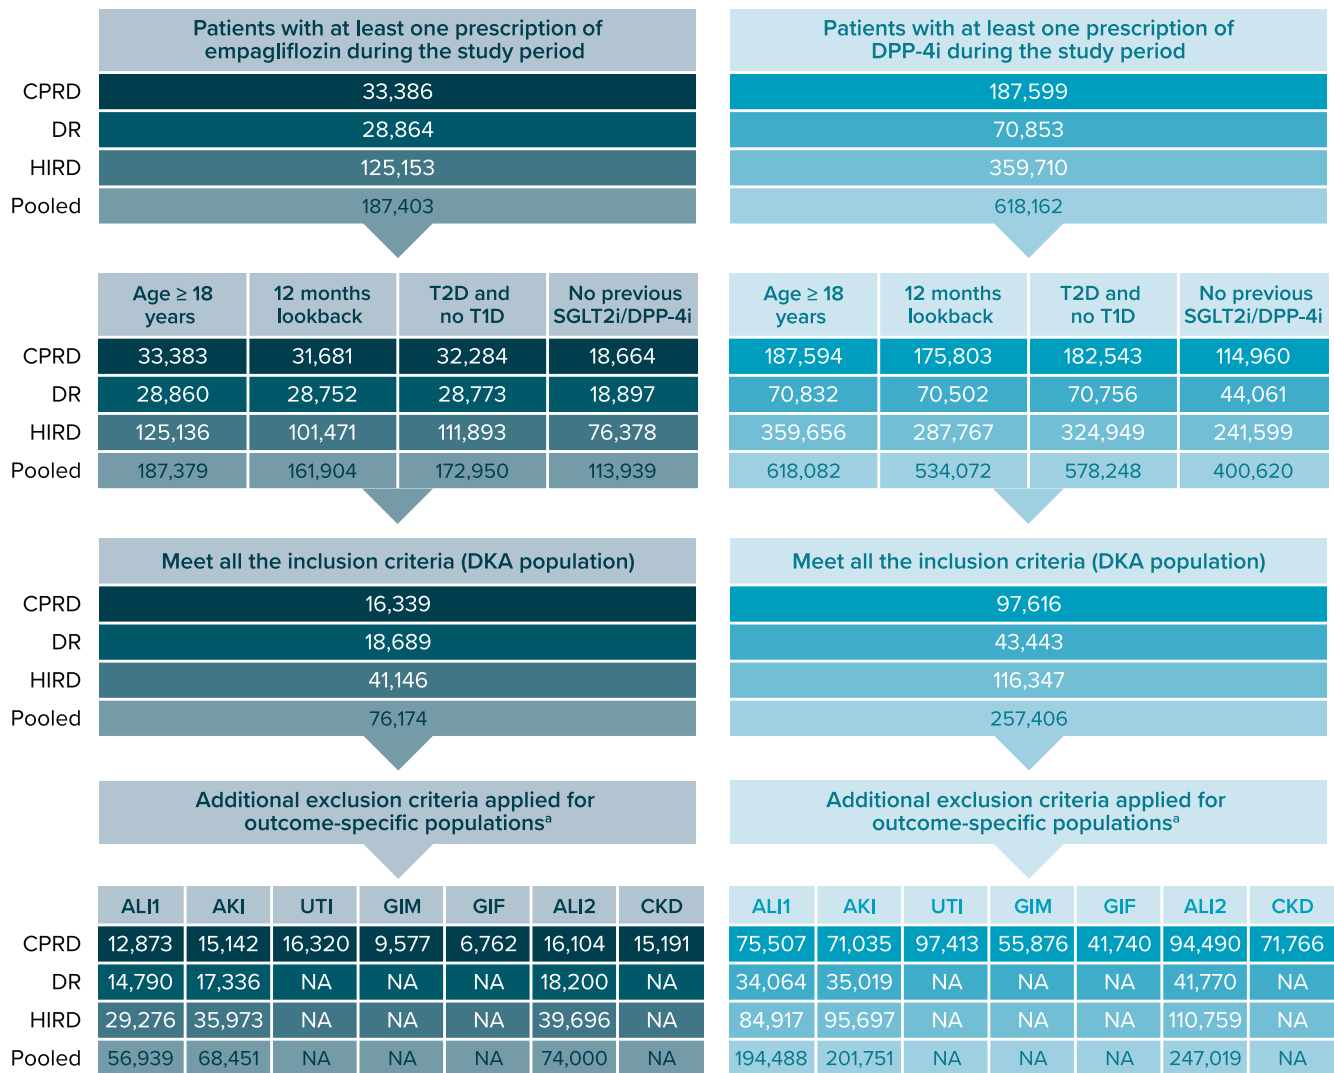 Patients with at least one prescription of
empagliflozin during the study period
Patients with at least one prescription of
DPP-4i during the study period
CPRD 33,386 187,599
DR 28,864 70,853
HIRD 125,153 359,710
Pooled 187,403 618,162
Age ≥ 18 years 12 months lookback T2D and no T1D No previous SGLT2i/DPP-4i Age ≥ 18 years 12 months lookback T2D and no T1D No previous SGLT2i/DPP-4i
CPRD 33,383 31,681 32,284 18,664 187,594 175,803 182,543 114,960
DR 28,860 28,752 28,773 18,897 70,832 70,502 70,756 44,061
HIRD 125,136 101,471 111,893 76,378 359,656 287,767 324,949 241,599
Pooled 187,379 161,904 172,950 113,939 618,082 534,072 578,248 400,620
Meet all the inclusion criteria (DKA population) Meet all the inclusion criteria (DKA population)
CPRD 16,339 97,616
DR 18,689 43,443
HIRD 41,146 116,347
Pooled 76,174 257,406
Additional exclusion criteria applied for
outcome-specific populationsᵃ
Additional exclusion criteria applied for
outcome-specific populationsᵃ
ALI1 AKI UTI GIM GIF ALI2 CKD ALI1 AKI UTI GIM GIF ALI2 CKD
CPRD 12,873 15,142 16,320 9,577 6,762 16,104 15,191 75,507 71,035 97,413 55,876 41,740 94,490 71,766
DR 14,790 17,336 NA NA NA 18,200 NA 34,064 35,019 NA NA NA 41,770 NA
HIRD 29,276 35,973 NA NA NA 39,696 NA 84,917 95,697 NA NA NA 110,759 NA
Pooled 56,939 68,451 NA NA NA 74,000 NA 194,488 201,751 NA NA NA 247,019 NA